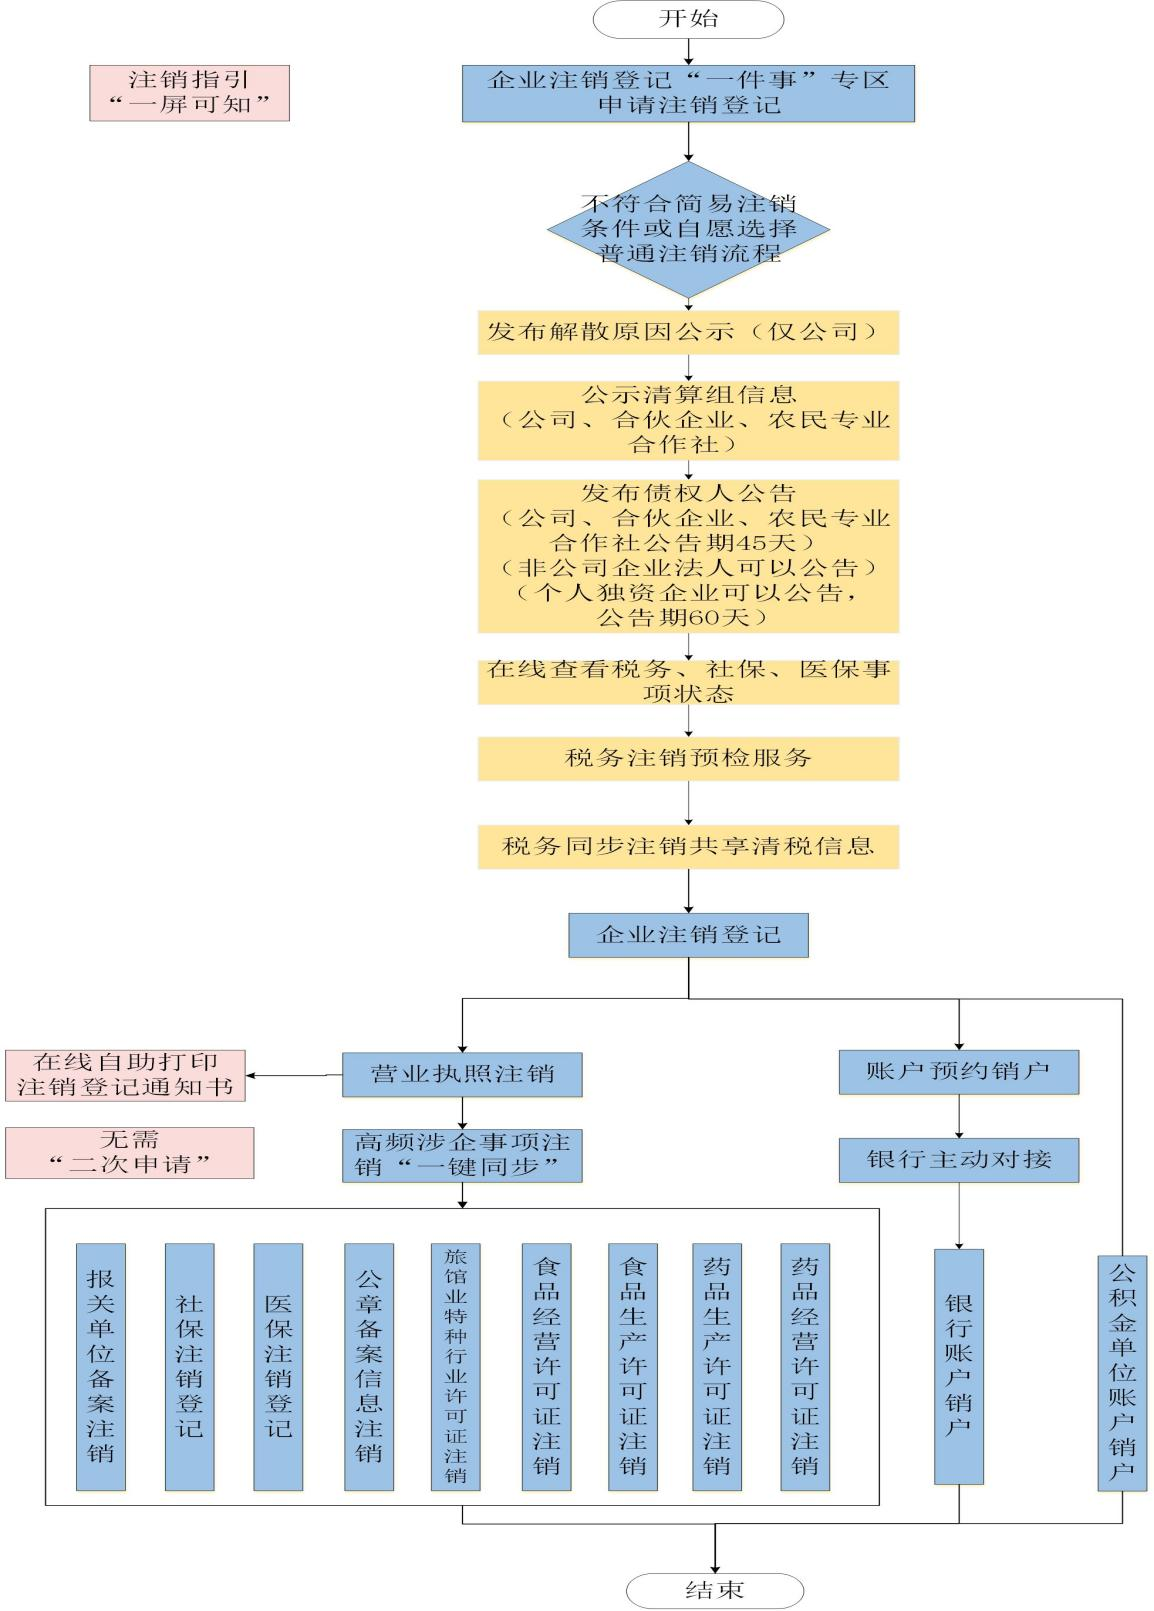 开始
注销指引
“一屏可知”
企业注销登记“一件事”专区
申请注销登记
不符合简易注销
条件或自愿选择
普通注销流程
发布解散原因公示（仅公司）
公示清算组信息
（公司、合伙企业、农民专业
合作社）
发布债权人公告
（公司、合伙企业、农民专业
合作社公告期45天）
（非公司企业法人可以公告）
（个人独资企业可以公告，
公告期60天）
在线查看税务、社保、医保事
项状态
税务注销预检服务
税务同步注销共享清税信息
企业注销登记
在线自助打印
注销登记通知书
营业执照注销
账户预约销户
无需
“二次申请”
高频涉企事项注
销“一键同步”
银行主动对接
报关单位备案注销
社保注销登记
医保注销登记
公章备案信息注销
旅馆业特种行业许可证注销
食品经营许可证注销
食品生产许可证注销
药品生产许可证注销
药品经营许可证注销
银行账户销户
公积金单位账户销户
结束